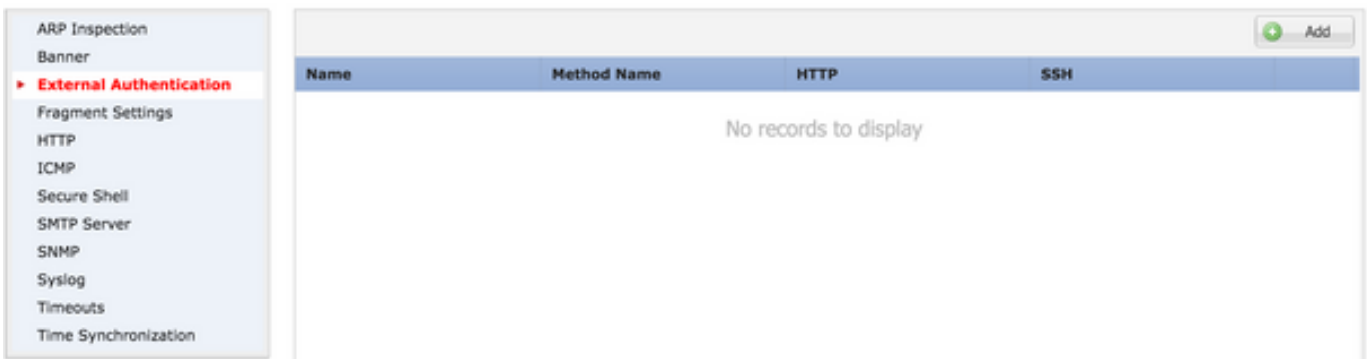 ARP Inspection
Banner
External Authentication
Fragment Settings
HTTP
ICMP
Secure Shell
SMTP Server
SNMP
Syslog
Timeouts
Time Synchronization
Add
Name Method Name HTTP SSH
No records to display